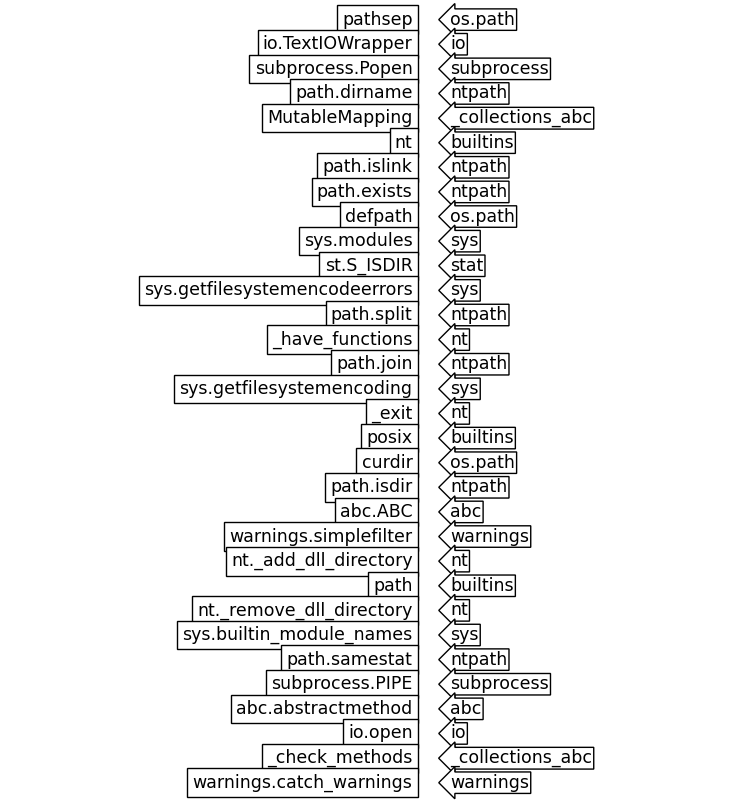 pathsep os.path
io.TextIOWrapper io
subprocess.Popen subprocess
path.dirname ntpath
MutableMapping _collections_abc
nt builtins
path.islink ntpath
path.exists ntpath
defpath os.path
sys.modules sys
st.S_ISDIR stat
sys.getfilesystemencodeerrors sys
path.split ntpath
_have_functions nt
path.join ntpath
sys.getfilesystemencoding sys
_exit nt
posix builtins
curdir os.path
path.isdir ntpath
abc.ABC abc
warnings.simplefilter warnings
nt._add_dll_directory nt
path builtins
nt._remove_dll_directory nt
sys.builtin_module_names sys
path.samestat ntpath
subprocess.PIPE subprocess
abc.abstractmethod abc
io.open io
_check_methods _collections_abc
warnings.catch_warnings warnings